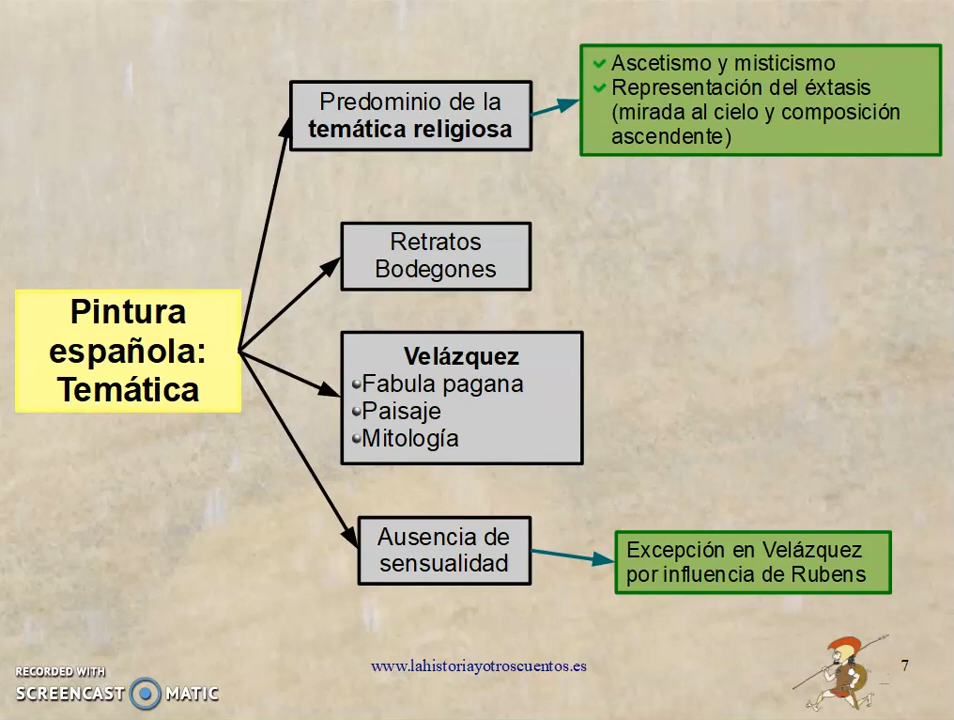 Predominio de la
temática religiosa
Ascetismo y misticismo
Representación del éxtasis
(mirada al cielo y composición
ascendente)
Retratos
Bodegones
Pintura
española:
Temática
Velázquez
Fabula pagana
Paisaje
Mitología
Ausencia de
sensualidad
Excepción en Velázquez
por influencia de Rubens
www.lahistoriayotroscuentos.es
7
RECORDED WITH
SCREENCAST MATIC